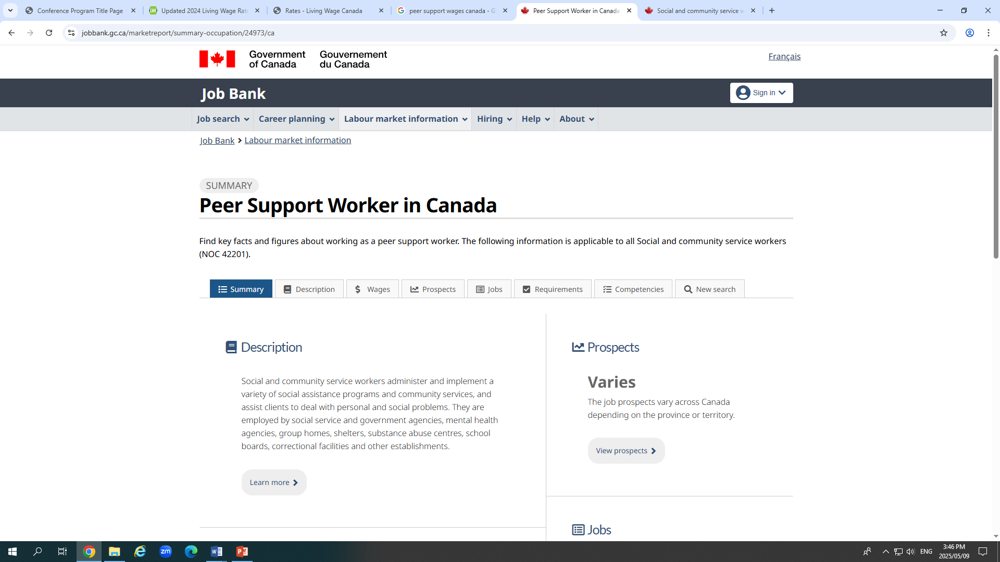 Conference Program Title Page
Updated 2024 Living Wage Rate
Rates - Living Wage Canada
peer support wages canada - G
Peer Support Worker in Canada
Social and community service w
jobbank.gc.ca/marketreport/summary-occupation/24973/ca
Government of Canada
Gouvernement du Canada
Français
Job Bank
Sign in
Job search
Career planning
Labour market information
Hiring
Help
About
Job Bank > Labour market information
SUMMARY
Peer Support Worker in Canada
Find key facts and figures about working as a peer support worker. The following information is applicable to all Social and community service workers
(NOC 42201).
Summary
Description
$ Wages
Prospects
Jobs
Requirements
Competencies
New search
Description
Social and community service workers administer and implement a
variety of social assistance programs and community services, and
assist clients to deal with personal and social problems. They are
employed by social service and government agencies, mental health
agencies, group homes, shelters, substance abuse centres, school
boards, correctional facilities and other establishments.
Learn more
Prospects
Varies
The job prospects vary across Canada
depending on the province or territory.
View prospects
Jobs
ENG
3:46 PM
2025/05/09